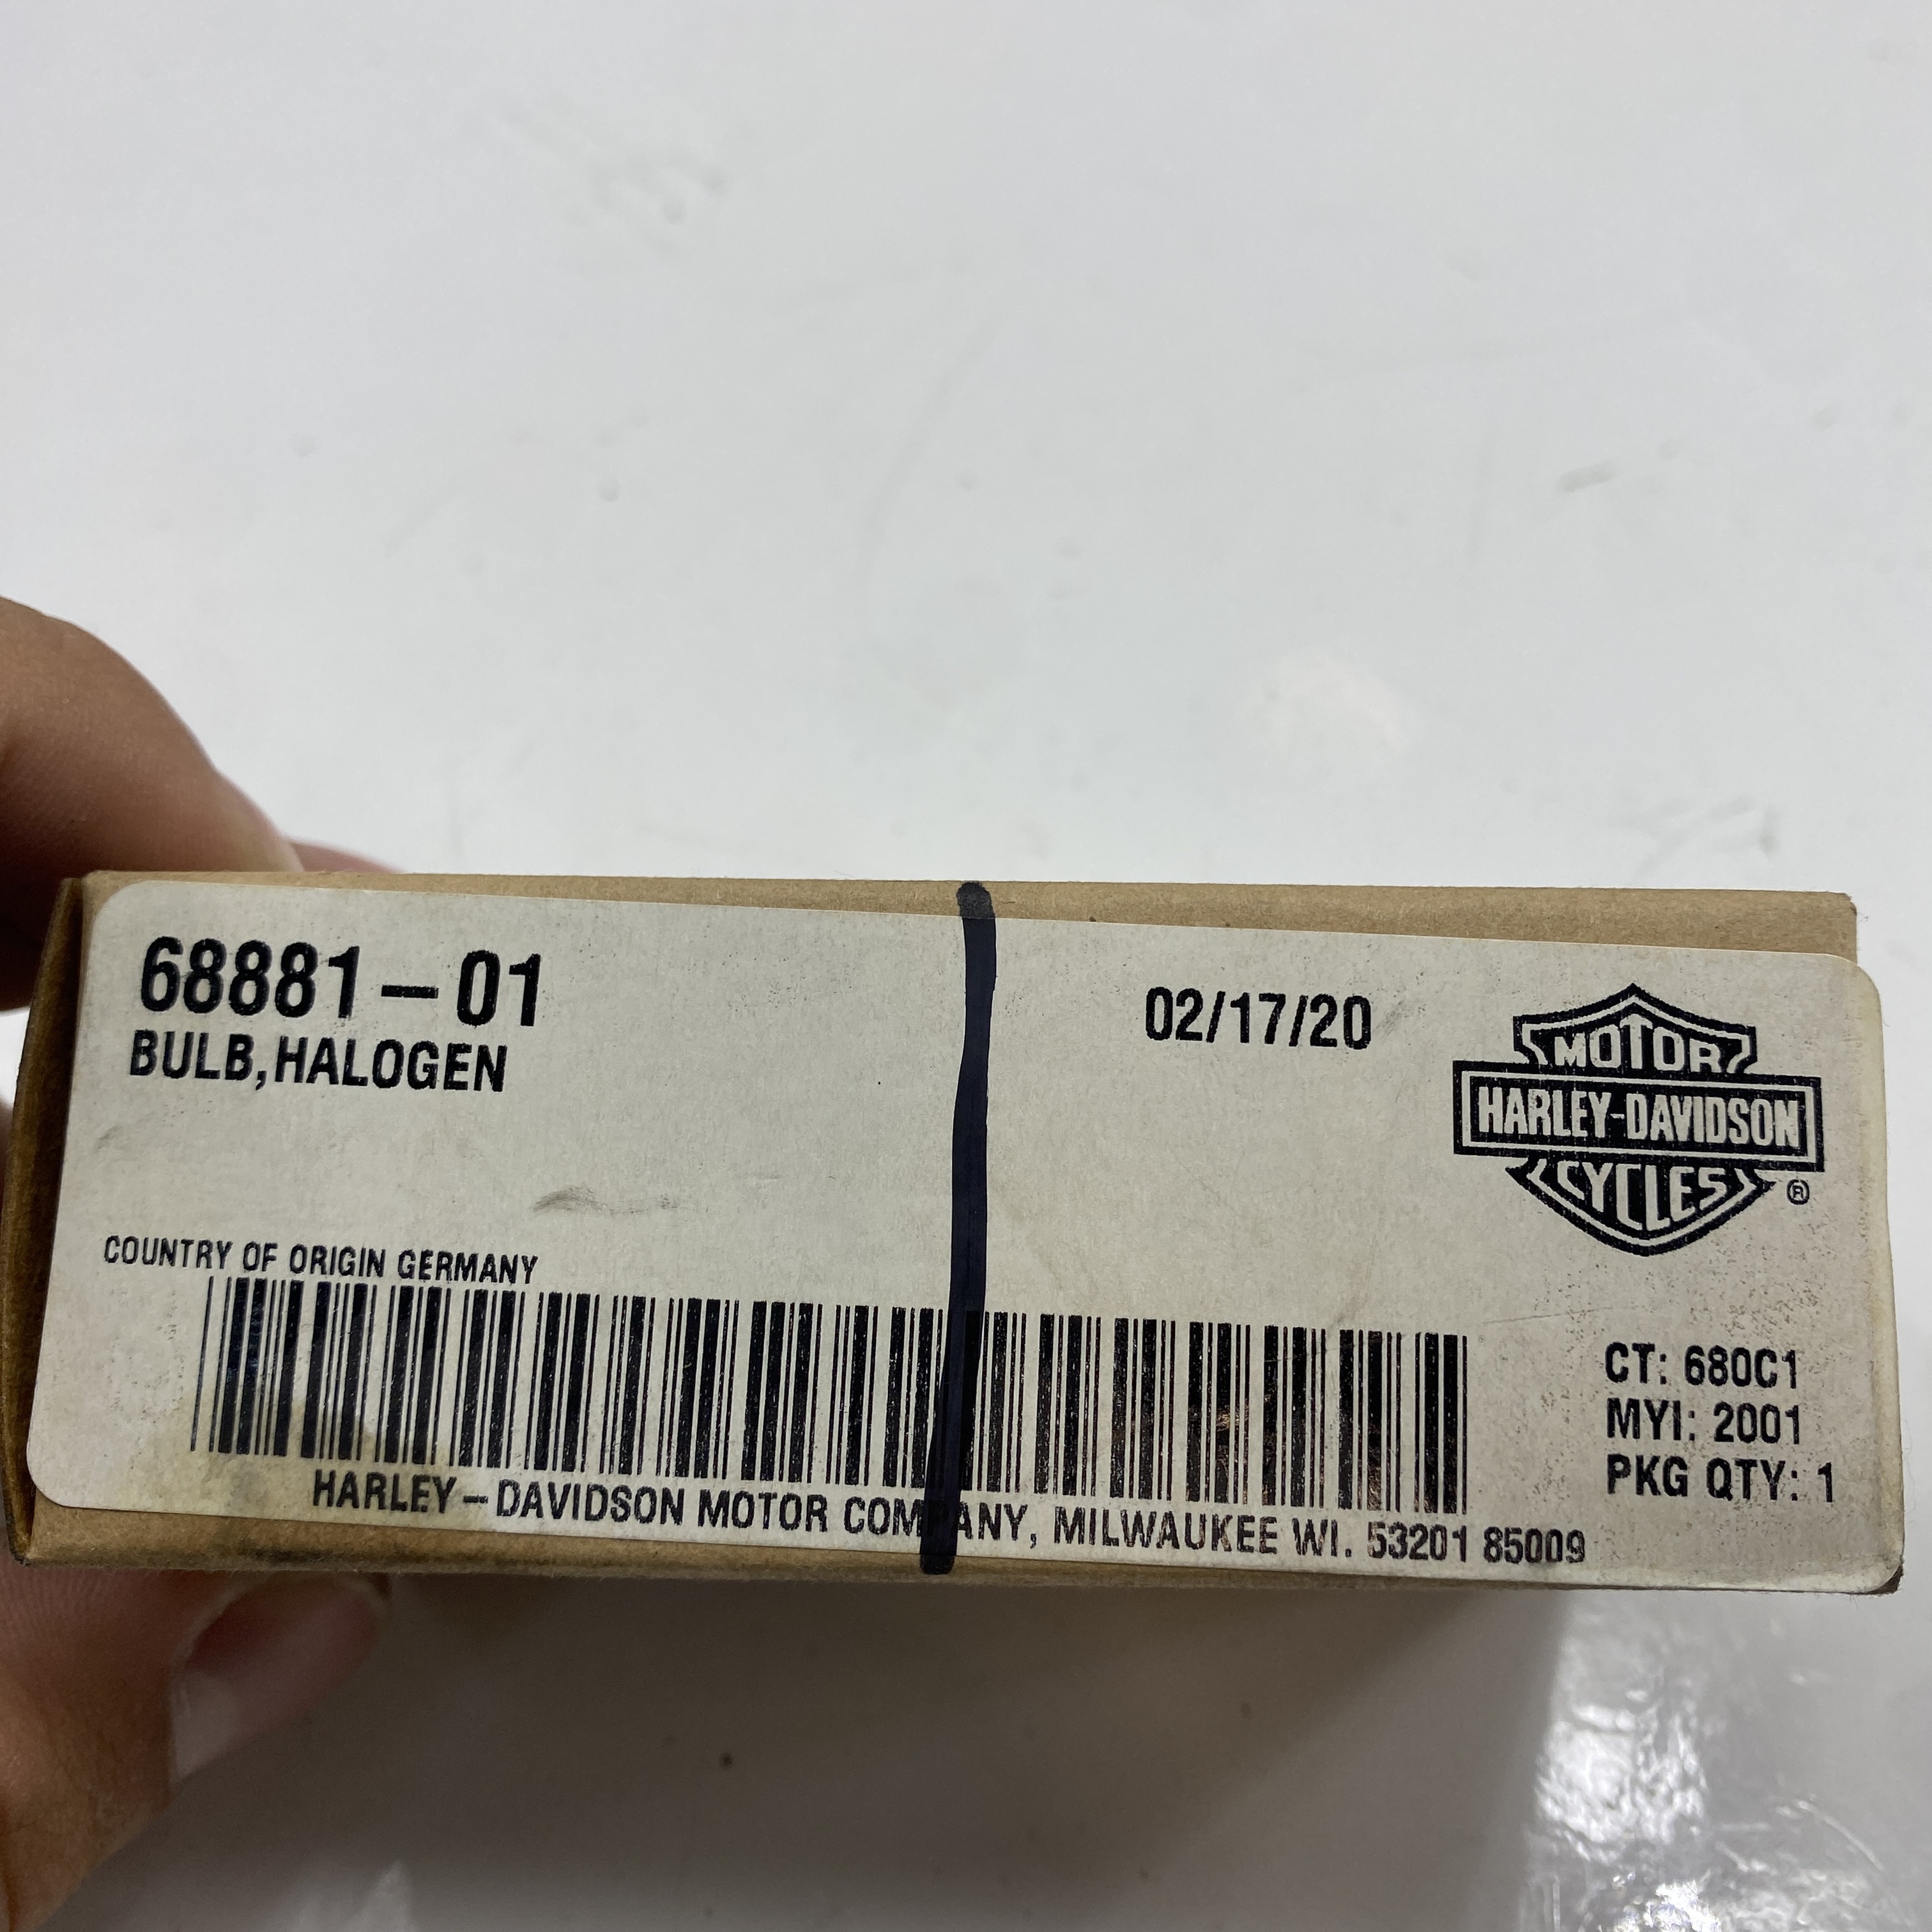 68881-01
BULB,HALOGEN
02/17/20
MOTOR
HARLEY-DAVIDSON
CYCLES
®
COUNTRY OF ORIGIN GERMANY
CT: 680C1
MYI: 2001
PKG QTY: 1
HARLEY-DAVIDSON MOTOR COMPANY, MILWAUKEE WI. 53201 85009